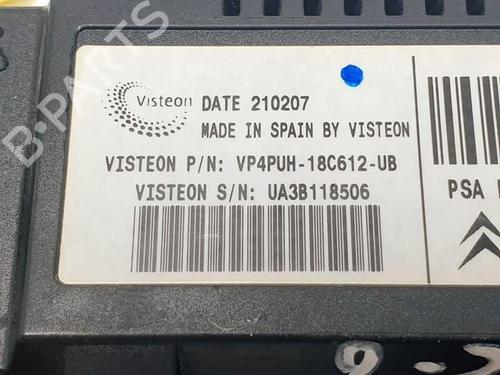 Visteon DATE 210207
MADE IN SPAIN BY VISTEON
VISTEON P/N: VP4PUH-18C612-UB
VISTEON S/N: UA3B118506
PSA
B-PARTS